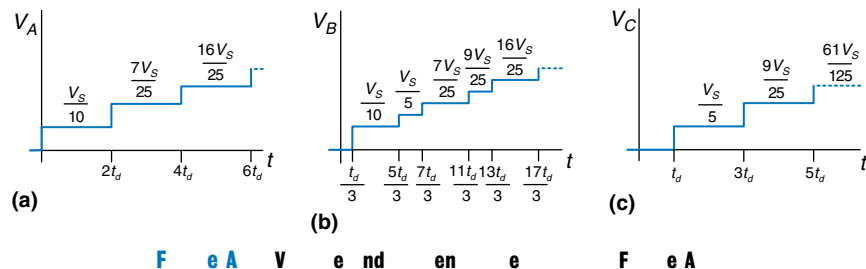 V_A
V_S/10
7V_S/25
16V_S/25
2t_d
4t_d
6t_d
t
(a)
V_B
V_S/10
V_S/5
7V_S/25
9V_S/25
16V_S/25
t_d/3
5t_d/3
7t_d/3
11t_d/3
13t_d/3
17t_d/3
t
(b)
V_C
V_S/5
9V_S/25
61V_S/125
t_d
3t_d
5t_d
t
(c)
F e A V e nd en e F e A